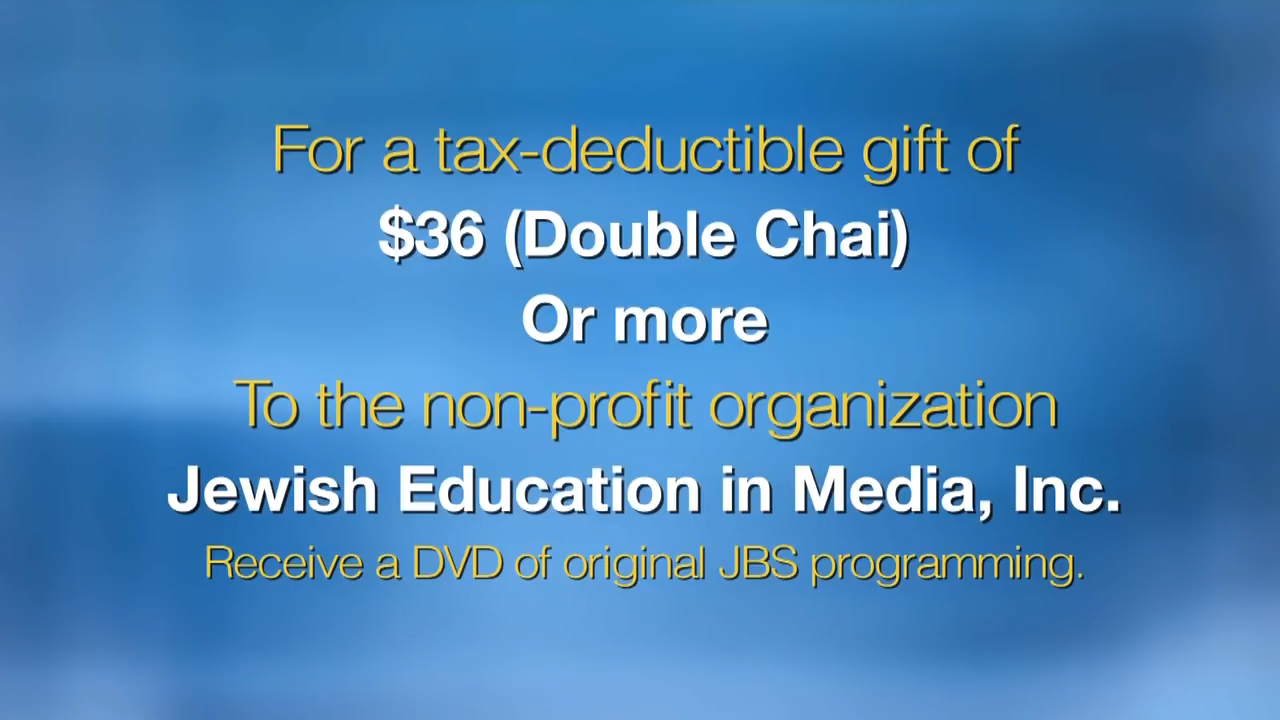 For a tax-deductible gift of
$36 (Double Chai)
Or more
To the non-profit organization
Jewish Education in Media, Inc.
Receive a DVD of original JBS programming.